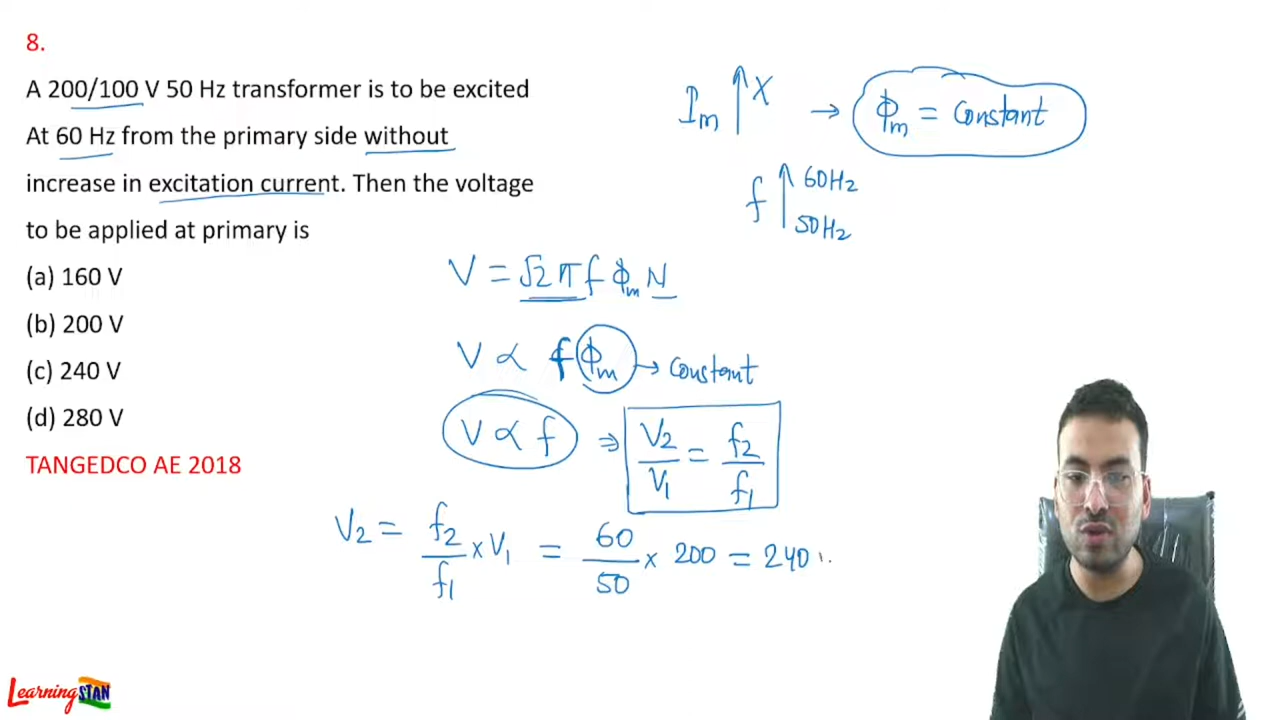 8.
A 200/100 V 50 Hz transformer is to be excited
At 60 Hz from the primary side without
increase in excitation current. Then the voltage
to be applied at primary is
(a) 160 V
(b) 200 V
(c) 240 V
(d) 280 V
TANGEDCO AE 2018
Im ↑ X → ϕm = constant
f ↑ 60Hz
50Hz
V = √2 π f ϕm N
V ∝ f ϕm → constant
V ∝ f ⇒ V2/V1 = f2/f1
V2 = f2/f1 × V1 = 60/50 × 200 = 240
LearningSTAN